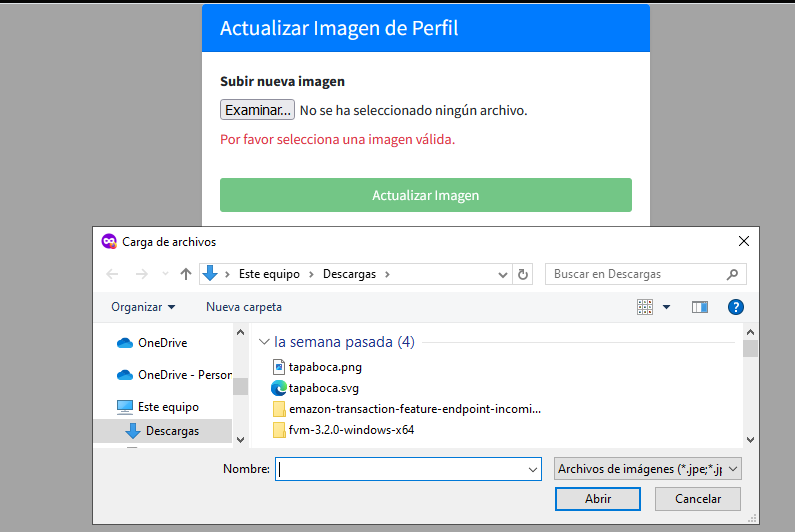 Actualizar Imagen de Perfil
Subir nueva imagen
Examinar... No se ha seleccionado ningún archivo.
Por favor selecciona una imagen válida.
Actualizar Imagen
Carga de archivos
Este equipo Descargas Buscar en Descargas
Organizar Nueva carpeta
la semana pasada (4)
OneDrive
tapaboca.png
tapaboca.svg
OneDrive - Person
emazon-transaction-feature-endpoint-incomi...
Este equipo
fvm-3.2.0-windows-x64
Descargas
Nombre: Archivos de imágenes (*.jpe;*.jp
Abrir Cancelar